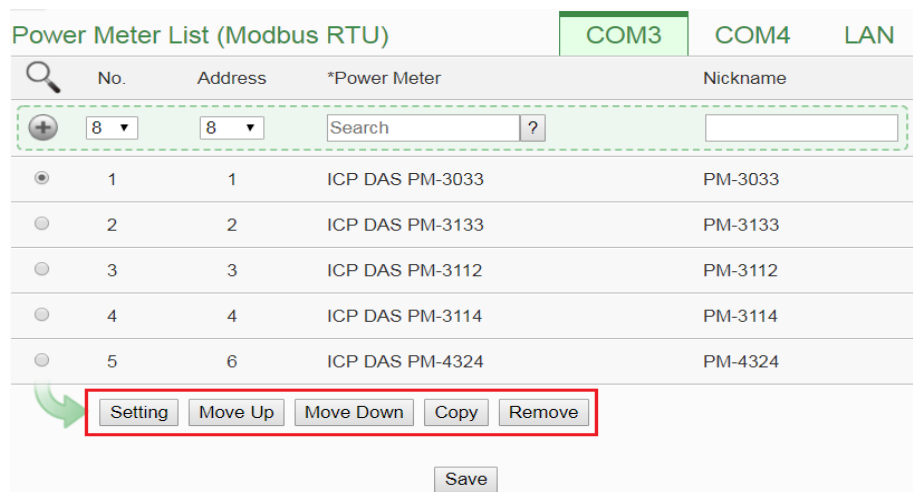 Power Meter List (Modbus RTU) COM3 COM4 LAN
No. Address *Power Meter Nickname
8 8 Search ?
1 1 ICP DAS PM-3033 PM-3033
2 2 ICP DAS PM-3133 PM-3133
3 3 ICP DAS PM-3112 PM-3112
4 4 ICP DAS PM-3114 PM-3114
5 6 ICP DAS PM-4324 PM-4324
Setting Move Up Move Down Copy Remove
Save